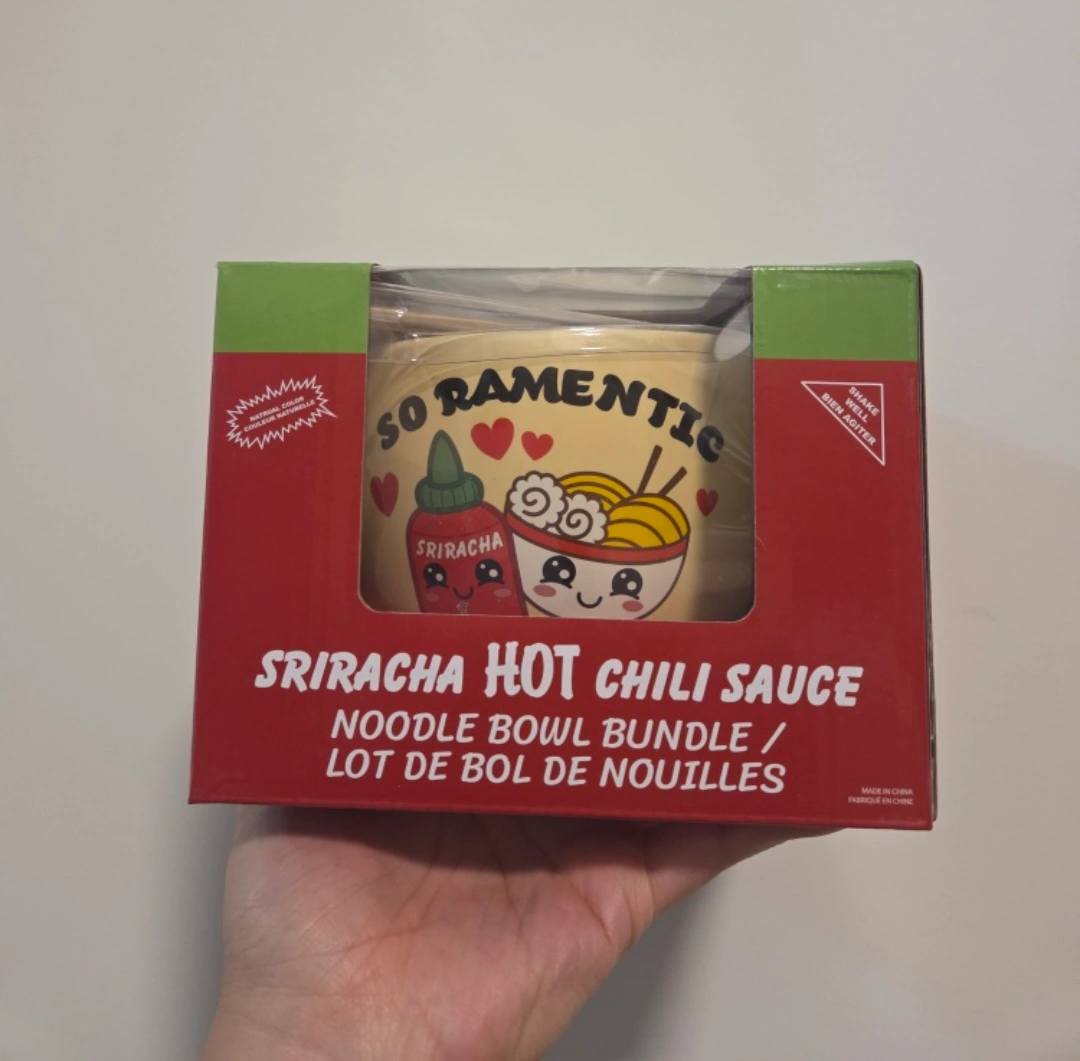 SO RAMENTIC
SRIRACHA
NATRUAL COLOR
COULEUR NATURELLE
SHAKE
WELL
BIEN AGITER
SRIRACHA HOT CHILI SAUCE
NOODLE BOWL BUNDLE /
LOT DE BOL DE NOUILLES
MADE IN CHINA
FABRIQUÉ EN CHINE